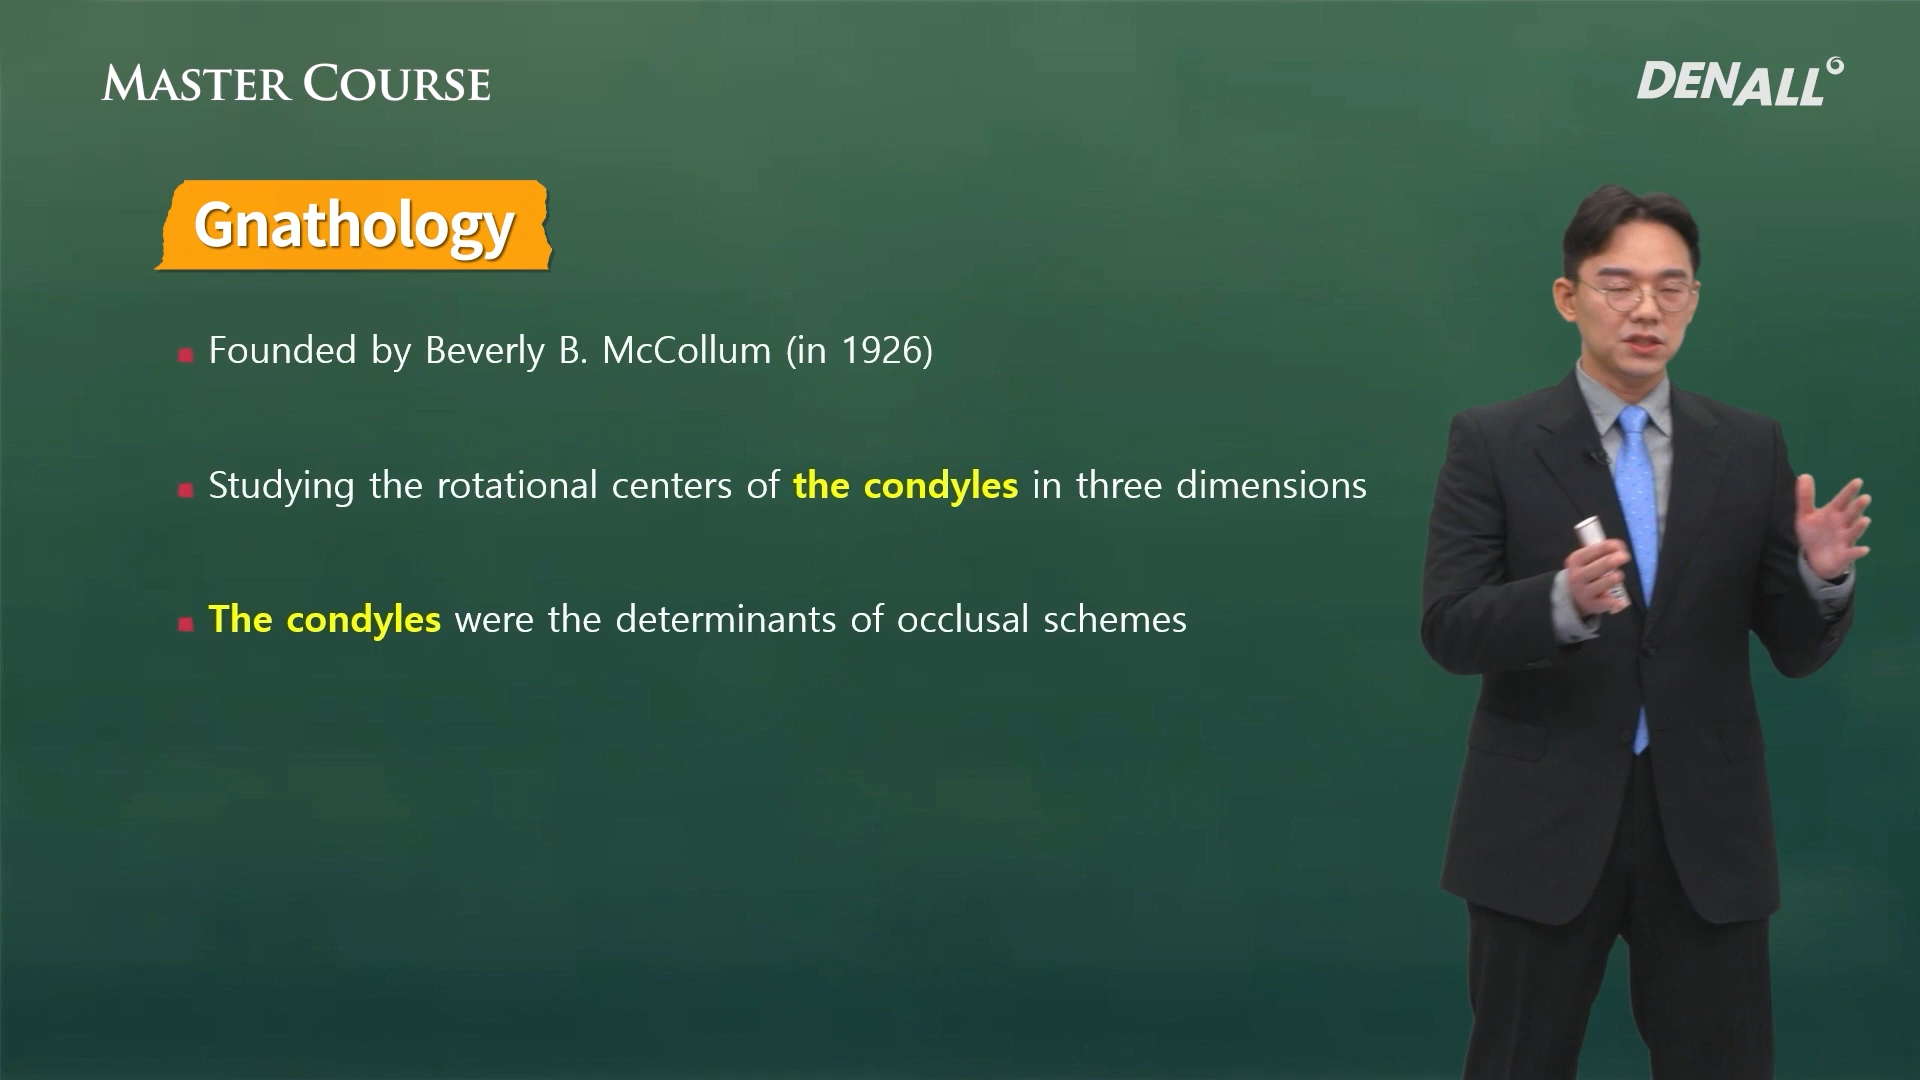 MASTER COURSE
DENALL
Gnathology
Founded by Beverly B. McCollum (in 1926)
Studying the rotational centers of the condyles in three dimensions
The condyles were the determinants of occlusal schemes